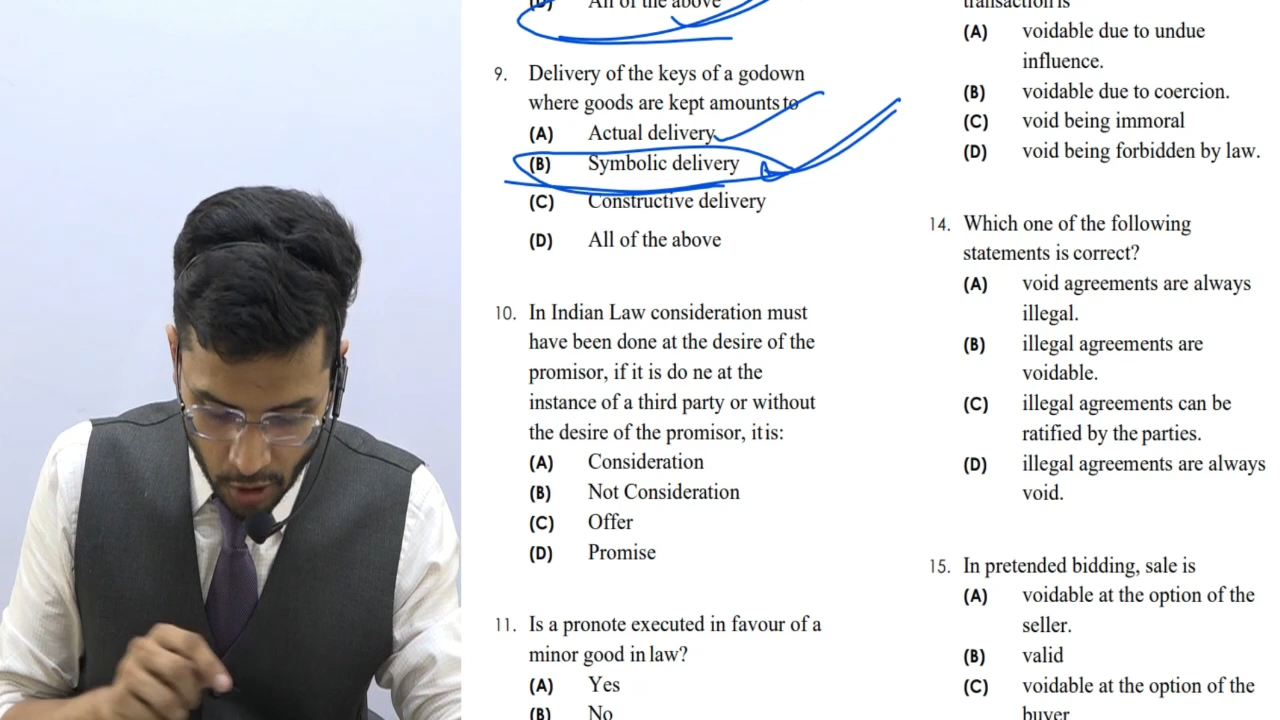 (D) All of the above
9. Delivery of the keys of a godown
where goods are kept amounts to
(A) Actual delivery
(B) Symbolic delivery
(C) Constructive delivery
(D) All of the above
10. In Indian Law consideration must
have been done at the desire of the
promisor, if it is do ne at the
instance of a third party or without
the desire of the promisor, it is:
(A) Consideration
(B) Not Consideration
(C) Offer
(D) Promise
11. Is a pronote executed in favour of a
minor good in law?
(A) Yes
(B) No
transaction is
(A) voidable due to undue
influence.
(B) voidable due to coercion.
(C) void being immoral
(D) void being forbidden by law.
14. Which one of the following
statements is correct?
(A) void agreements are always
illegal.
(B) illegal agreements are
voidable.
(C) illegal agreements can be
ratified by the parties.
(D) illegal agreements are always
void.
15. In pretended bidding, sale is
(A) voidable at the option of the
seller.
(B) valid
(C) voidable at the option of the
buyer